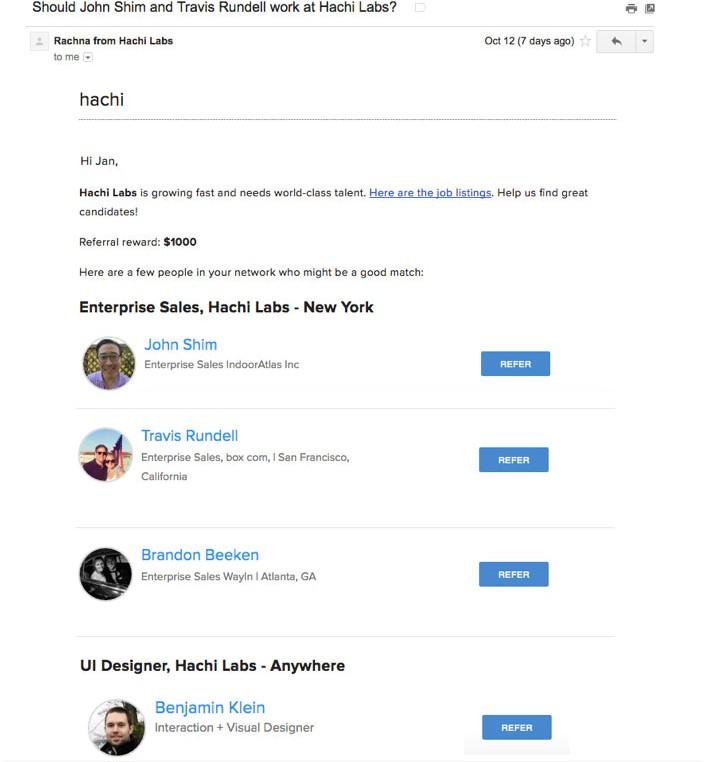 Should John Shim and Travis Rundell work at Hachi Labs?
Rachna from Hachi Labs
Oct 12 (7 days ago)
to me
hachi
Hi Jan,
Hachi Labs is growing fast and needs world-class talent. Here are the job listings. Help us find great
candidates!
Referral reward: $1000
Here are a few people in your network who might be a good match:
Enterprise Sales, Hachi Labs - New York
John Shim
Enterprise Sales IndoorAtlas Inc
REFER
Travis Rundell
Enterprise Sales, box com, | San Francisco,
California
REFER
Brandon Beeken
Enterprise Sales WayIn | Atlanta, GA
REFER
UI Designer, Hachi Labs - Anywhere
Benjamin Klein
Interaction + Visual Designer
REFER